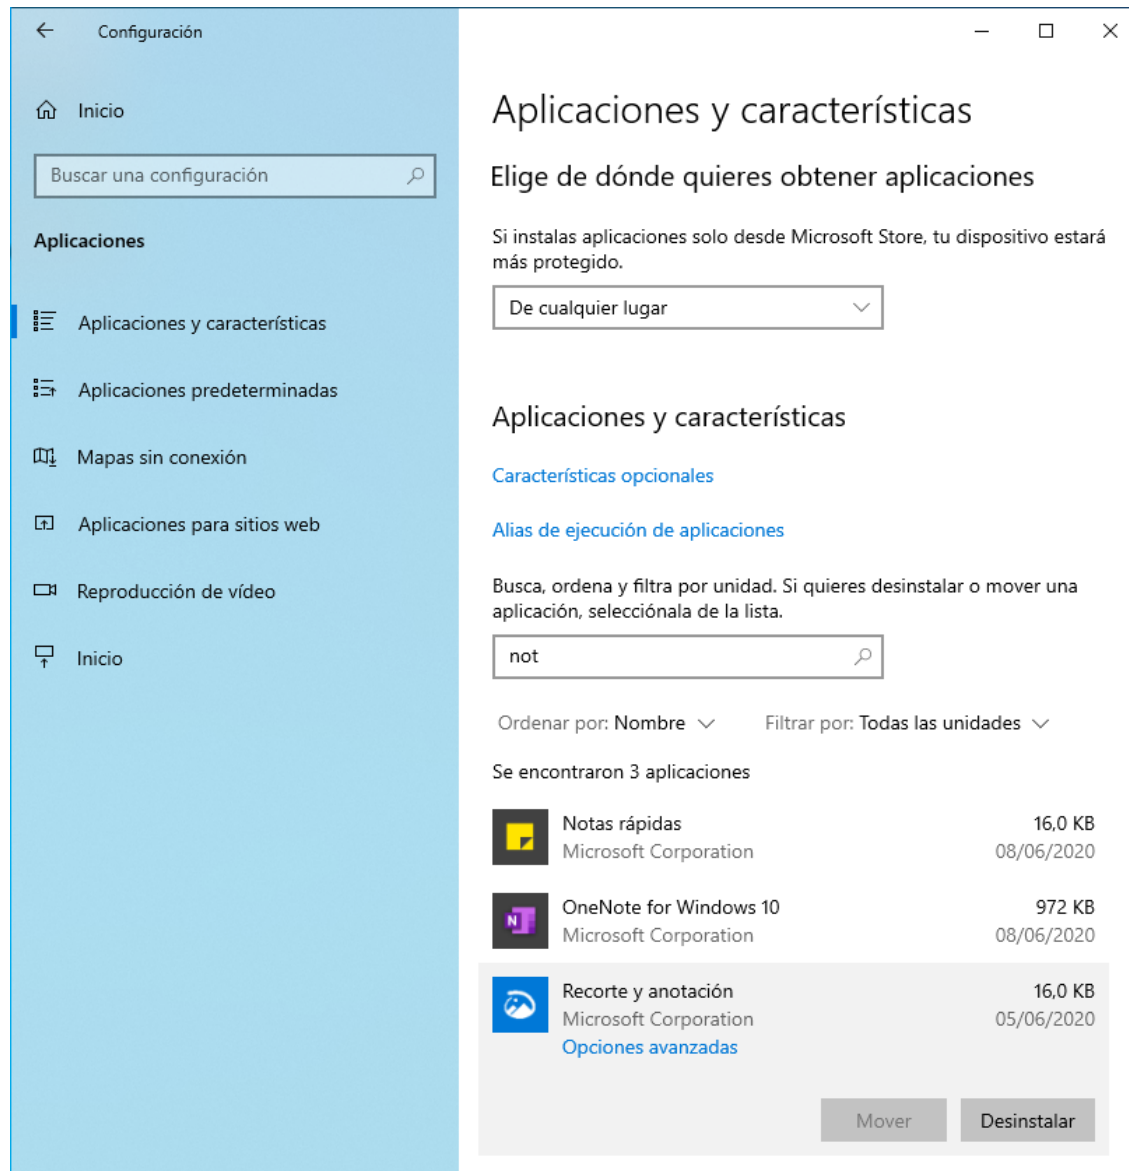 Configuración
Inicio
Buscar una configuración
Aplicaciones
Aplicaciones y características
Aplicaciones predeterminadas
Mapas sin conexión
Aplicaciones para sitios web
Reproducción de vídeo
Inicio
Aplicaciones y características
Elige de dónde quieres obtener aplicaciones
Si instalas aplicaciones solo desde Microsoft Store, tu dispositivo estará
más protegido.
De cualquier lugar
Aplicaciones y características
Características opcionales
Alias de ejecución de aplicaciones
Busca, ordena y filtra por unidad. Si quieres desinstalar o mover una
aplicación, selecciónala de la lista.
not
Ordenar por: Nombre Filtrar por: Todas las unidades
Se encontraron 3 aplicaciones
Notas rápidas 16,0 KB
Microsoft Corporation 08/06/2020
OneNote for Windows 10 972 KB
Microsoft Corporation 08/06/2020
Recorte y anotación 16,0 KB
Microsoft Corporation 05/06/2020
Opciones avanzadas
Mover Desinstalar